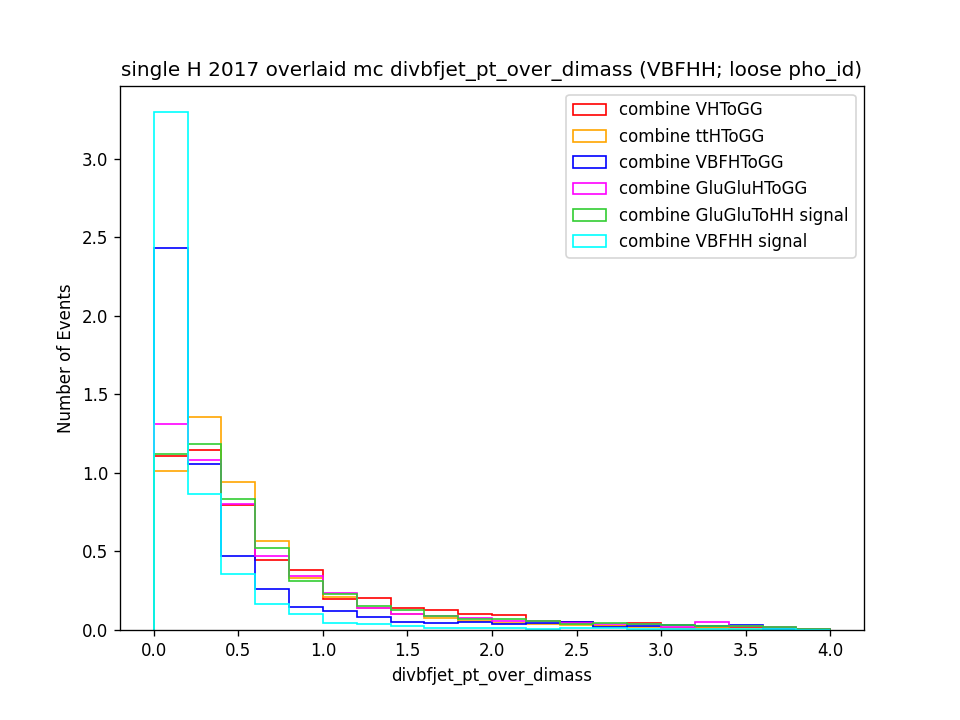 single H 2017 overlaid mc divbfjet_pt_over_dimass (VBFHH; loose pho_id)
combine VHToGG
combine ttHToGG
combine VBFHToGG
combine GluGluHToGG
combine GluGluToHH signal
combine VBFHH signal
Number of Events
3.0
2.5
2.0
1.5
1.0
0.5
0.0
0.0 0.5 1.0 1.5 2.0 2.5 3.0 3.5 4.0
divbfjet_pt_over_dimass